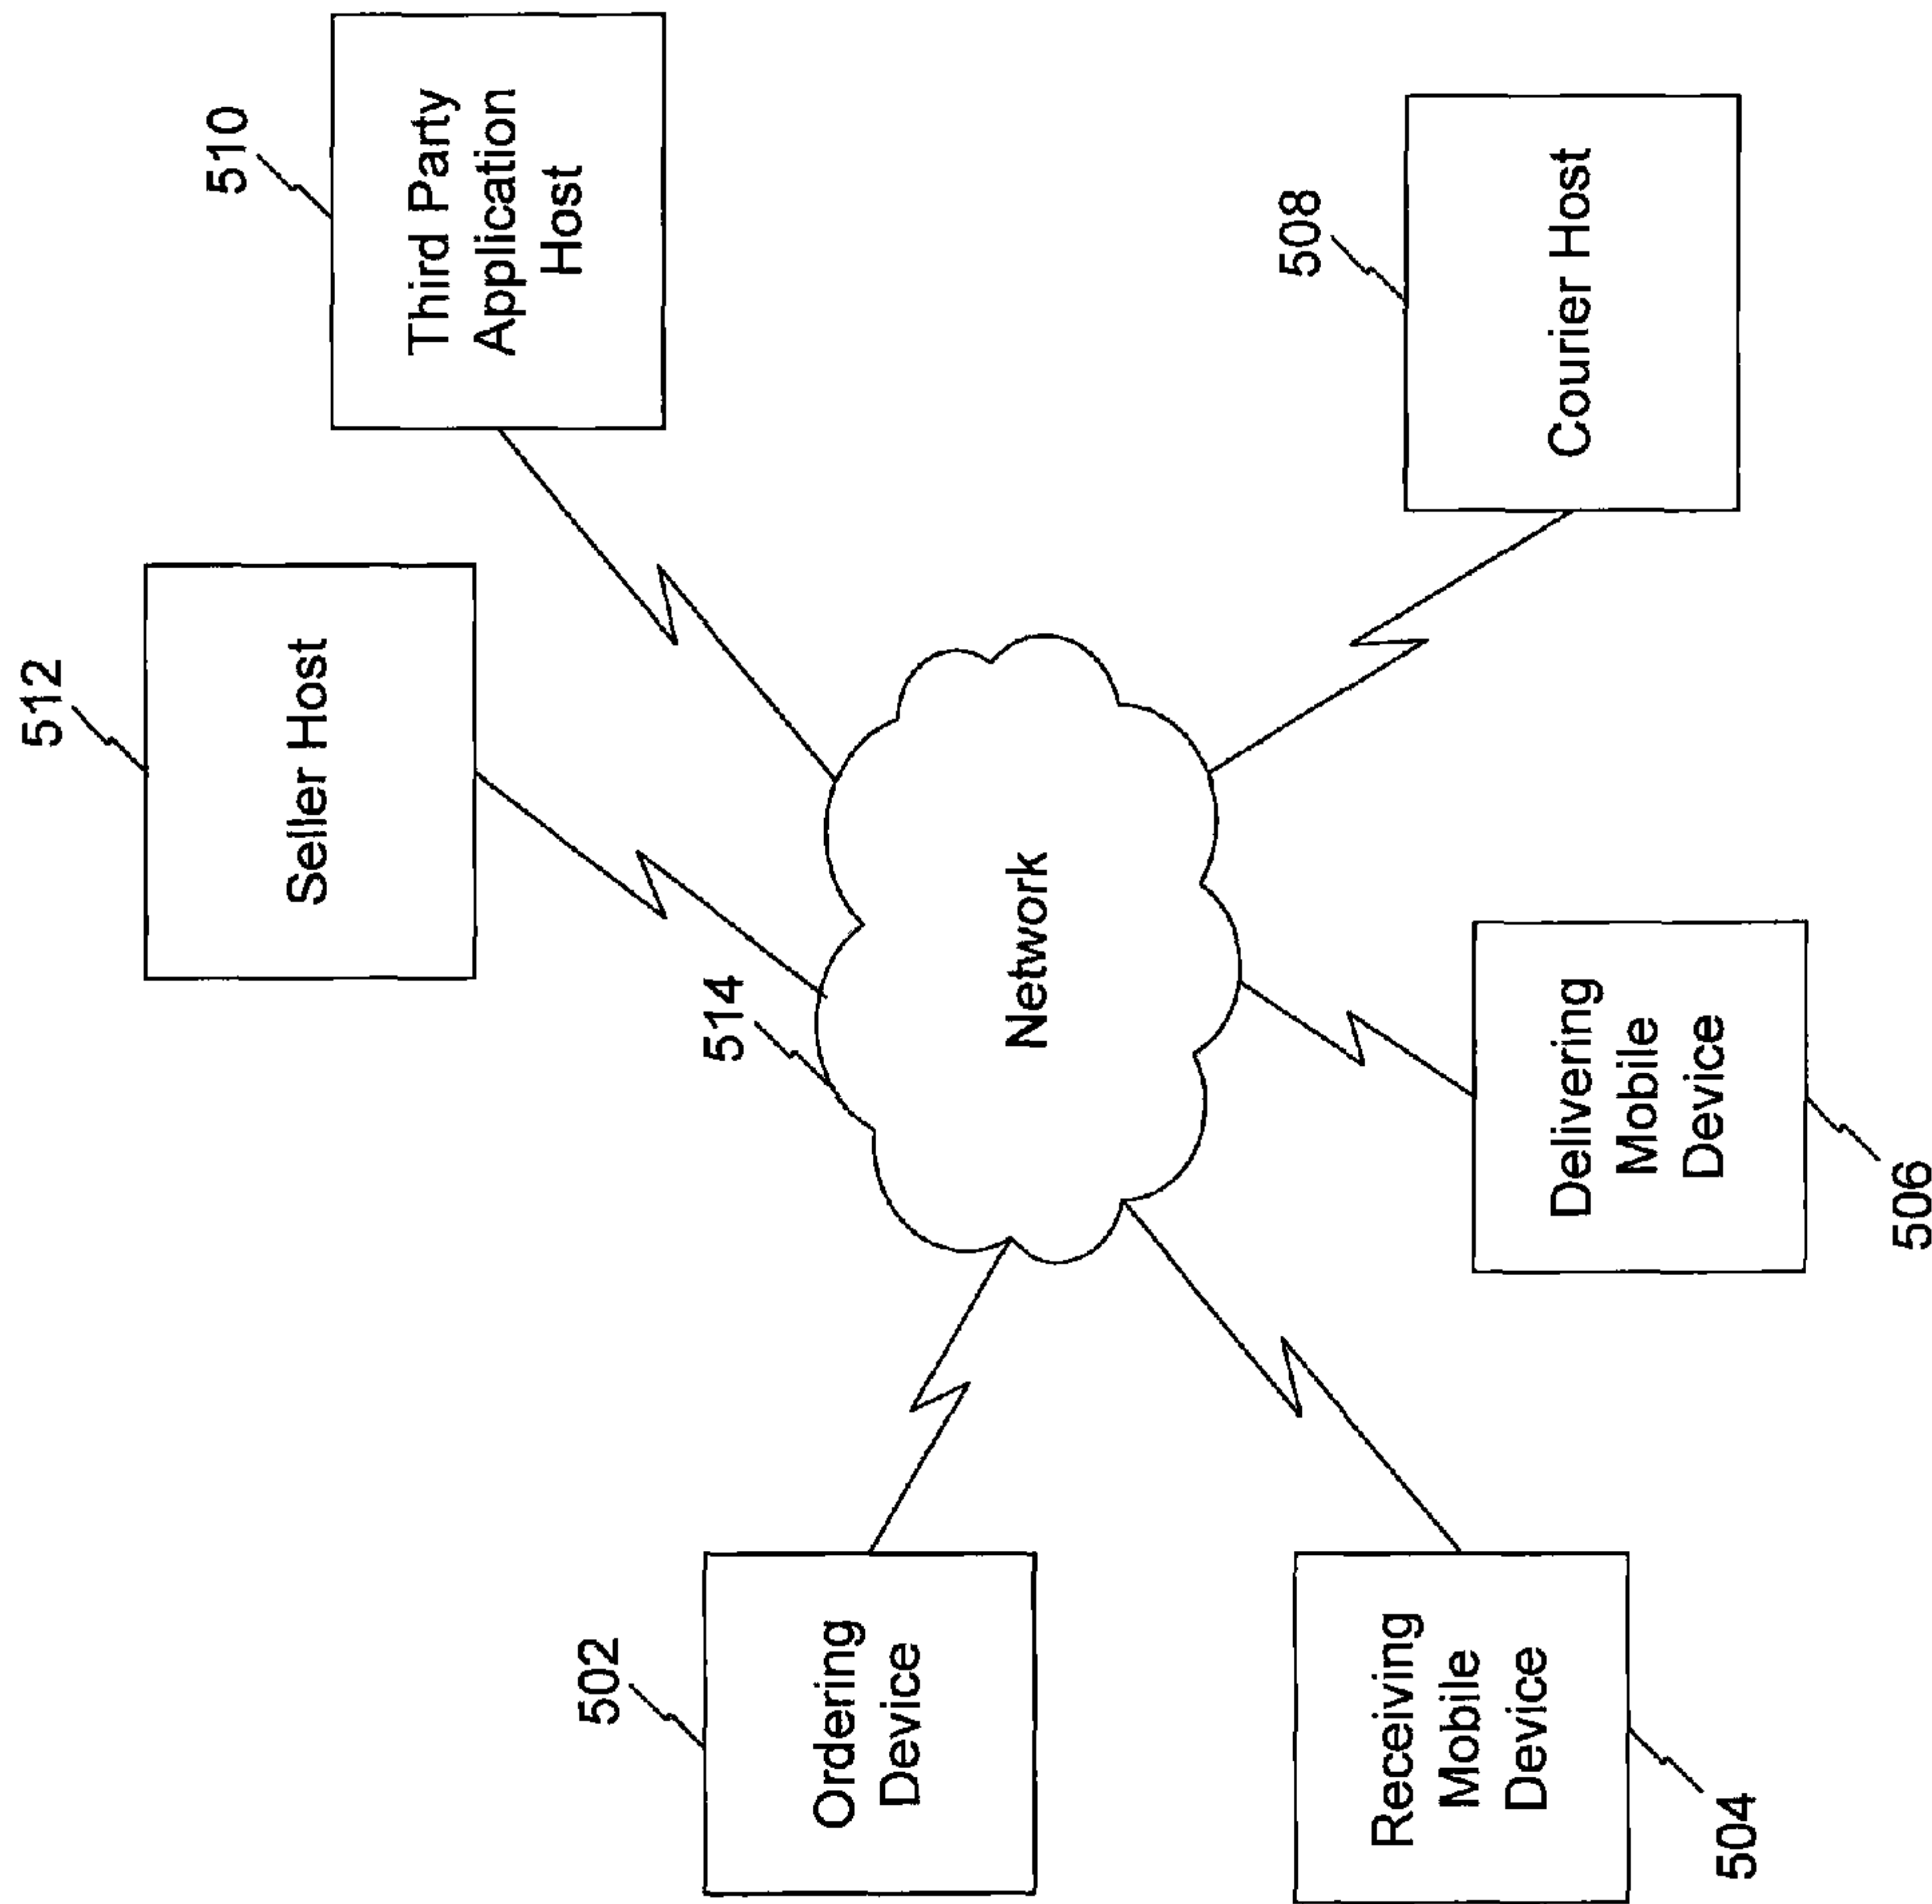 512
Seller Host
510
Third Party
Application
Host
514
Network
502
Ordering
Device
508
Courier Host
Receiving
Mobile
Device
504
Delivering
Mobile
Device
506